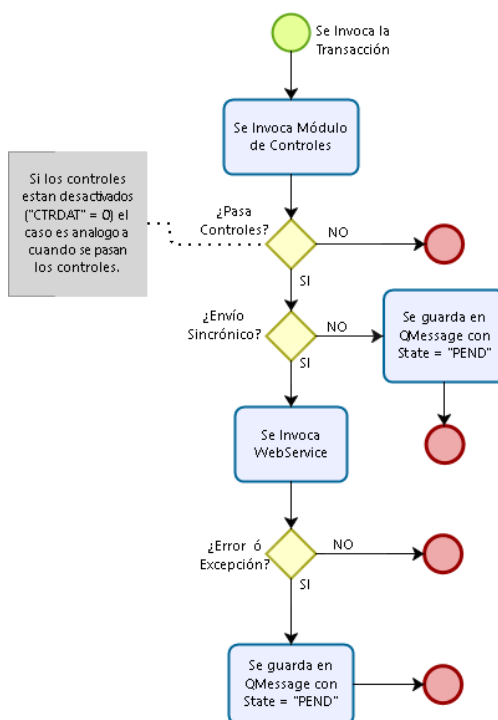 Se Invoca la
Transacción
Se Invoca Módulo
de Controles
Si los controles
estan desactivados
("CTRDAT" = 0) el
caso es analogo a
cuando se pasan
los controles.
¿Pasa
Controles?
NO
SI
¿Envío
Sincrónico?
NO
Se guarda en
QMessage con
State = "PEND"
SI
Se Invoca
WebService
¿Error ó
Excepción?
NO
SI
Se guarda en
QMessage con
State = "PEND"